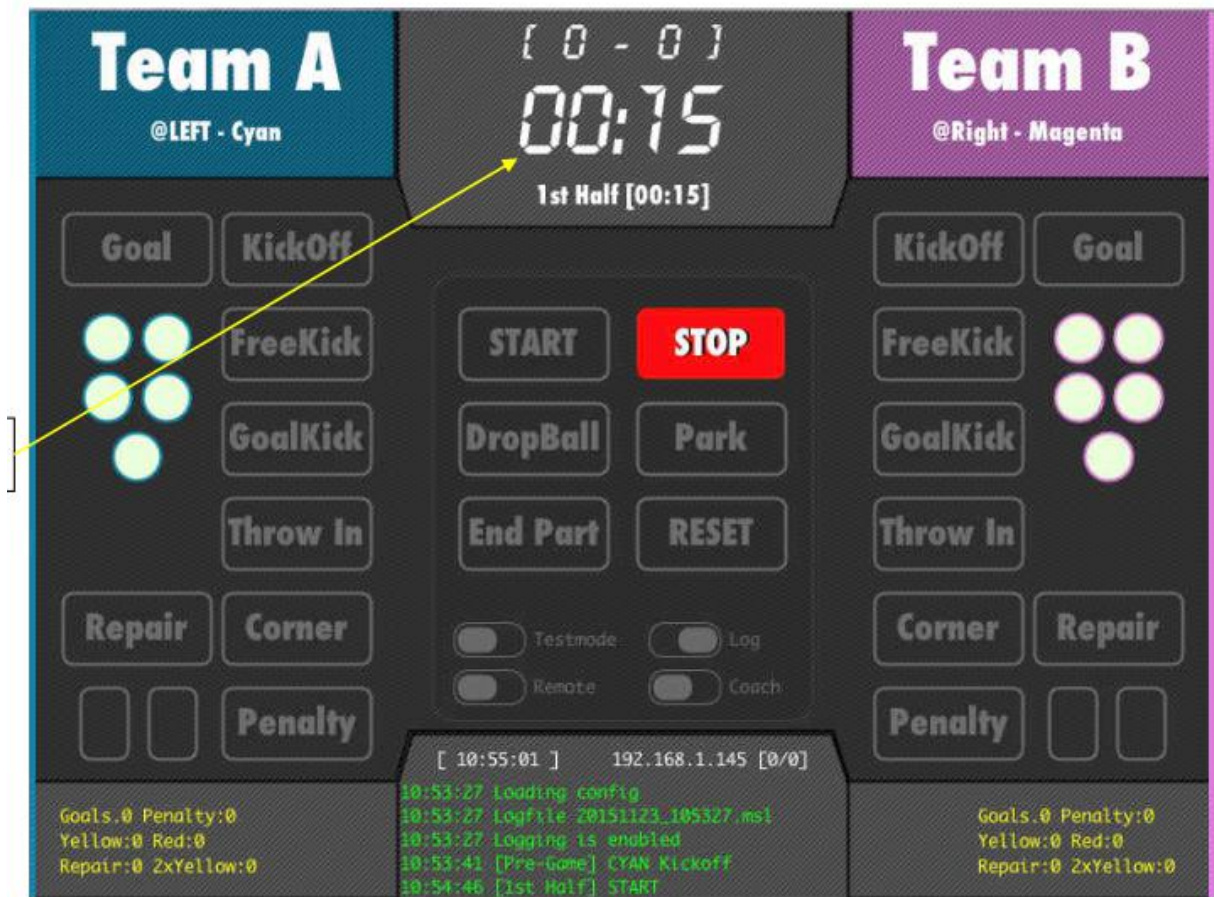 Team A
@LEFT - Cyan
[ 0 - 0 ]
00:15
1st Half [00:15]
Team B
@Right - Magenta
Goal KickOff
FreeKick
GoalKick
Throw In
Repair Corner
Penalty
START STOP
DropBall Park
End Part RESET
Testmode Log
Remote Coach
KickOff Goal
FreeKick
GoalKick
Throw In
Corner Repair
Penalty
[ 10:55:01 ] 192.168.1.145 [0/0]
10:53:27 Loading config
10:53:27 Logfile 20151123_105327.msl
10:53:27 Logging is enabled
10:53:41 [Pre-Game] CYAN Kickoff
10:54:46 [1st Half] START
Goals.0 Penalty:0
Yellow:0 Red:0
Repair:0 2xYellow:0
Goals.0 Penalty:0
Yellow:0 Red:0
Repair:0 2xYellow:0